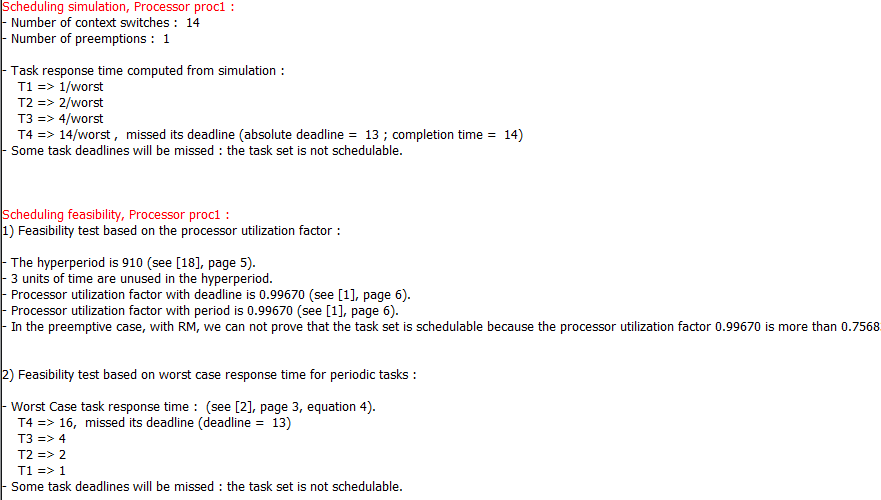 Scheduling simulation, Processor proc1 :
- Number of context switches :  14
- Number of preemptions :  1
- Task response time computed from simulation :
T1 => 1/worst
T2 => 2/worst
T3 => 4/worst
T4 => 14/worst ,  missed its deadline (absolute deadline =  13 ; completion time =  14)
- Some task deadlines will be missed : the task set is not schedulable.
Scheduling feasibility, Processor proc1 :
1) Feasibility test based on the processor utilization factor :
- The hyperperiod is 910 (see [18], page 5).
- 3 units of time are unused in the hyperperiod.
- Processor utilization factor with deadline is 0.99670 (see [1], page 6).
- Processor utilization factor with period is 0.99670 (see [1], page 6).
- In the preemptive case, with RM, we can not prove that the task set is schedulable because the processor utilization factor 0.99670 is more than 0.7568
2) Feasibility test based on worst case response time for periodic tasks :
- Worst Case task response time :  (see [2], page 3, equation 4).
T4 => 16,  missed its deadline (deadline =  13)
T3 => 4
T2 => 2
T1 => 1
- Some task deadlines will be missed : the task set is not schedulable.